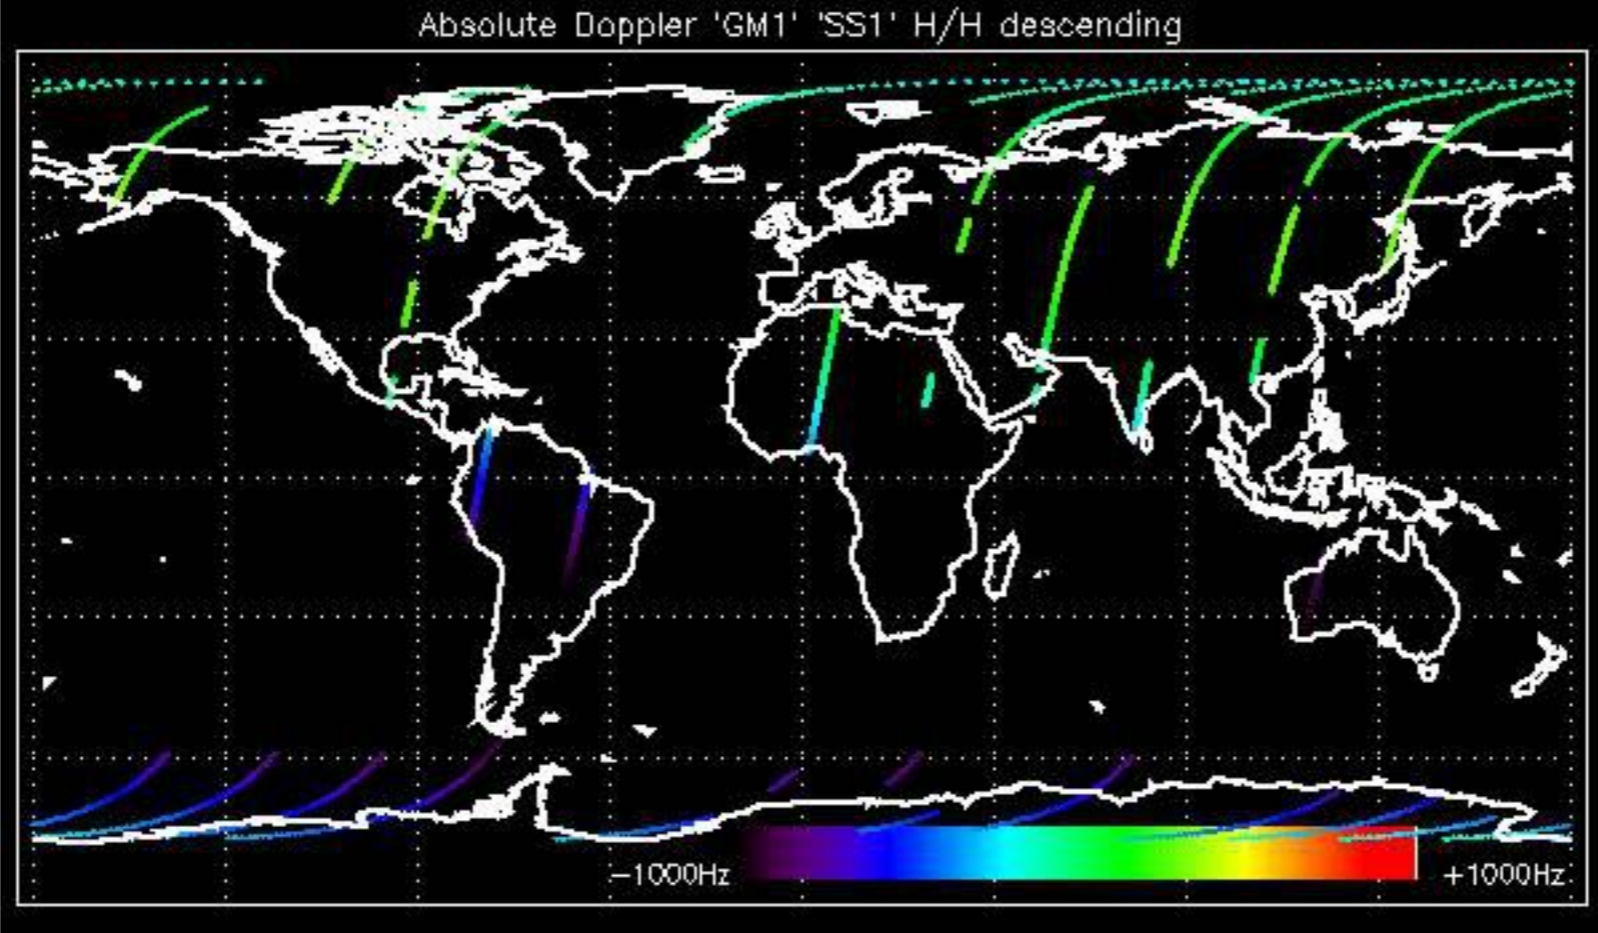 Absolute Doppler 'GM1' 'SS1' H/H descending
−1000Hz +1000Hz